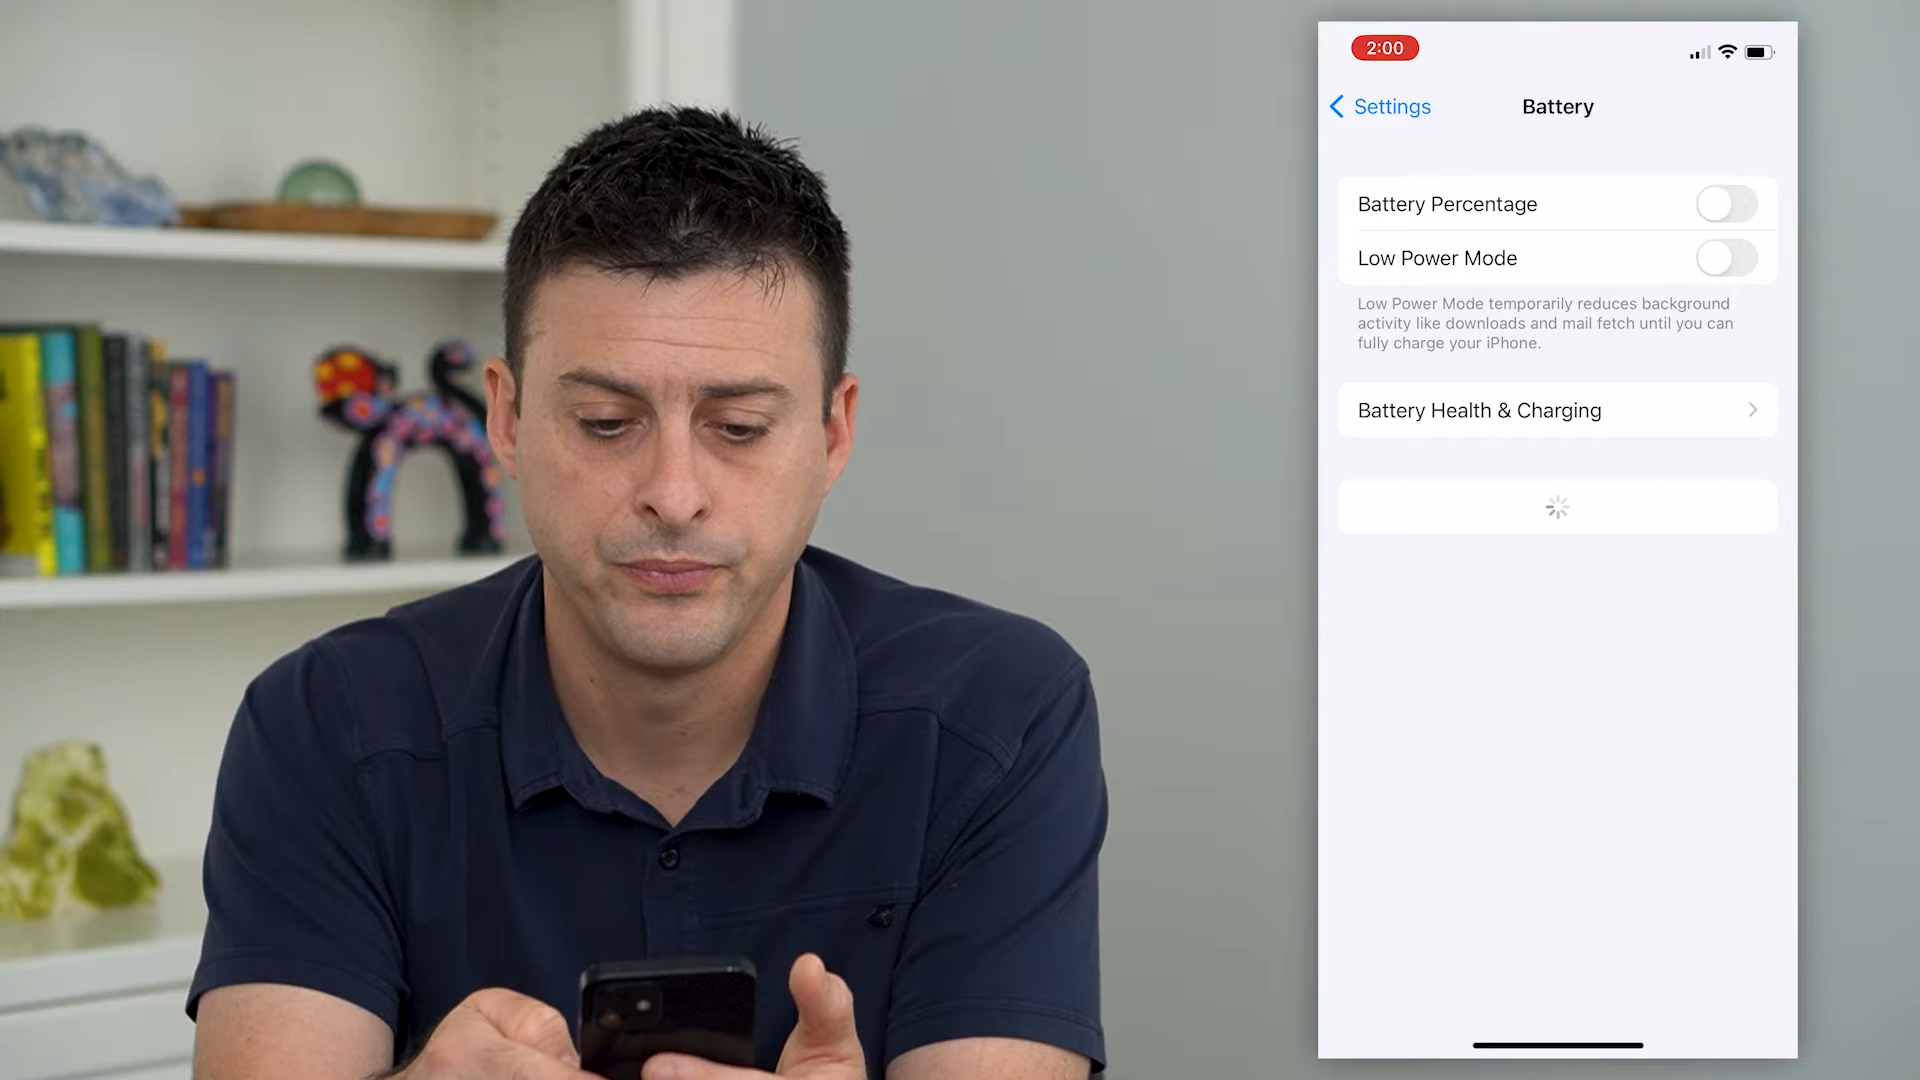 2:00
Settings
Battery
Battery Percentage
Low Power Mode
Low Power Mode temporarily reduces background
activity like downloads and mail fetch until you can
fully charge your iPhone.
Battery Health & Charging